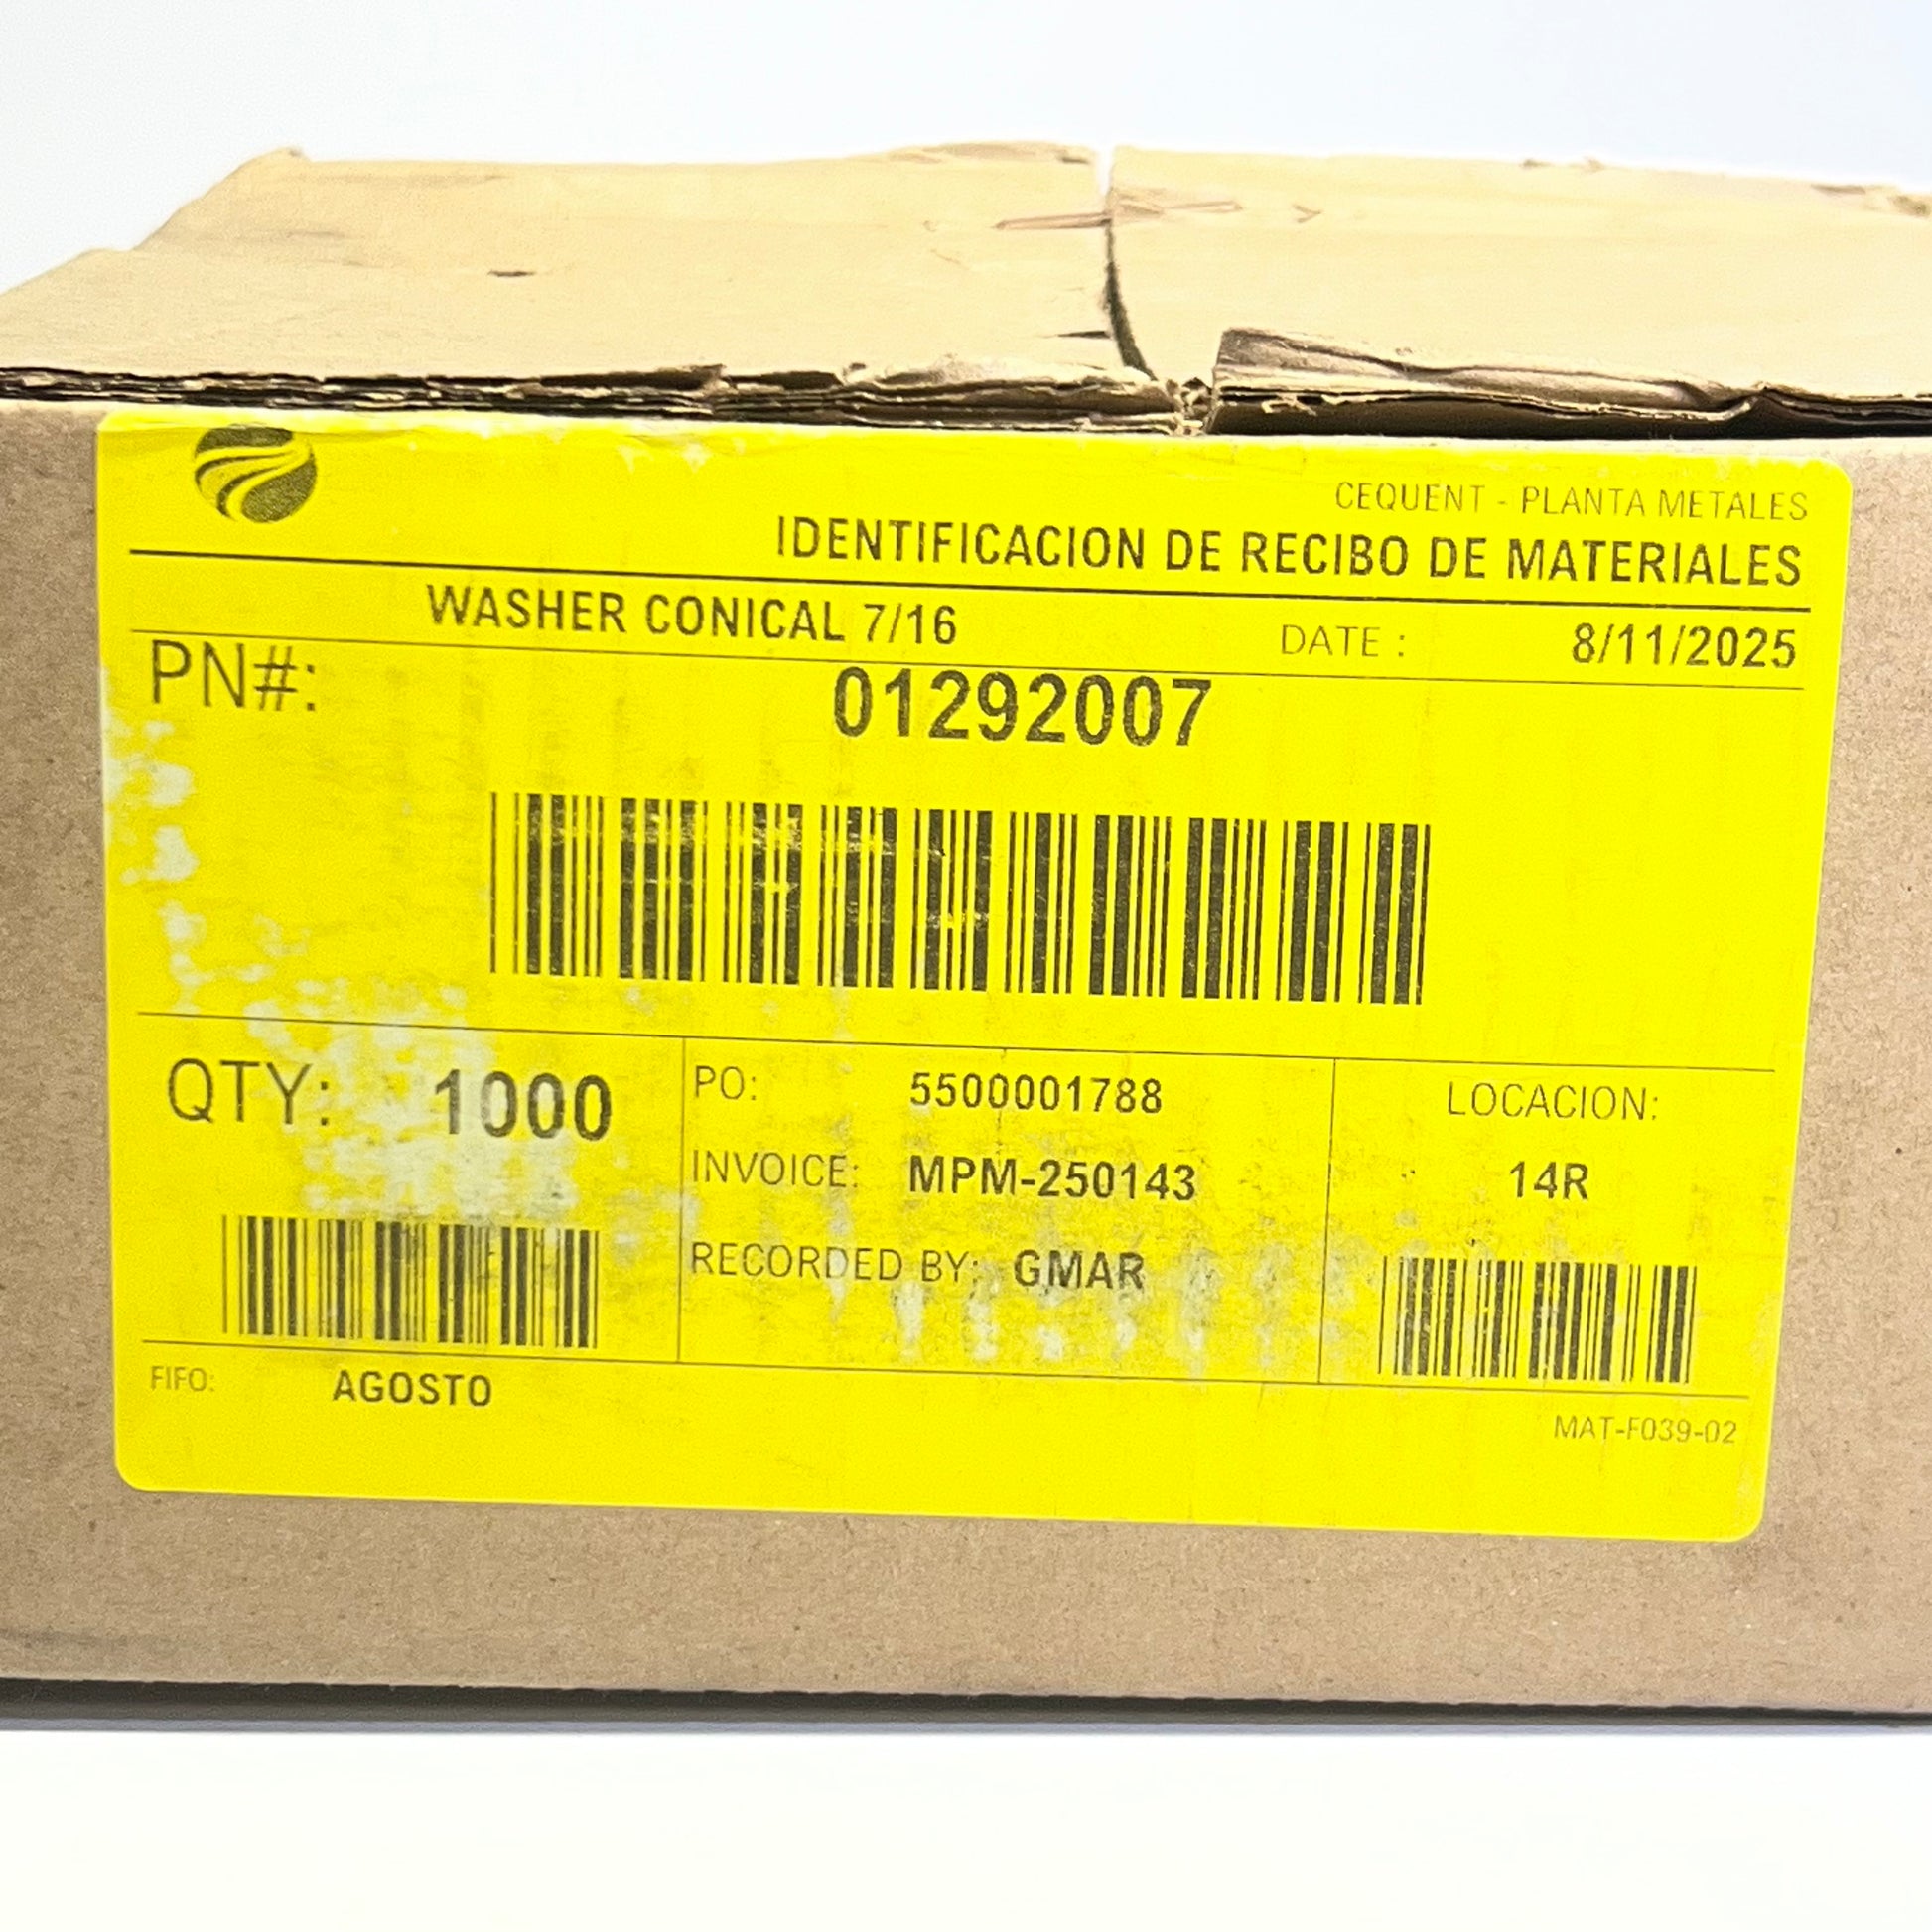 CEQUENT - PLANTA METALES
IDENTIFICACION DE RECIBO DE MATERIALES
WASHER CONICAL 7/16 DATE : 8/11/2025
PN#: 01292007
QTY: 1000
PO: 5500001788
INVOICE: MPM-250143
RECORDED BY: GMAR
LOCACION:
14R
FIFO: AGOSTO
MAT-F039-02